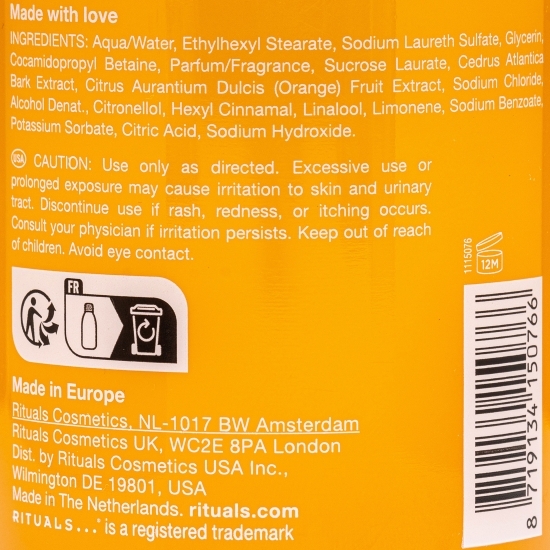 Made with love
INGREDIENTS: Aqua/Water, Ethylhexyl Stearate, Sodium Laureth Sulfate, Glycerin,
Cocamidopropyl Betaine, Parfum/Fragrance, Sucrose Laurate, Cedrus Atlantica
Bark Extract, Citrus Aurantium Dulcis (Orange) Fruit Extract, Sodium Chloride,
Alcohol Denat., Citronellol, Hexyl Cinnamal, Linalool, Limonene, Sodium Benzoate,
Potassium Sorbate, Citric Acid, Sodium Hydroxide.
USA CAUTION: Use only as directed. Excessive use or
prolonged exposure may cause irritation to skin and urinary
tract. Discontinue use if rash, redness, or itching occurs.
Consult your physician if irritation persists. Keep out of reach
of children. Avoid eye contact.
1115076
12M
FR
8 719134 150766
Made in Europe
Rituals Cosmetics, NL-1017 BW Amsterdam
Rituals Cosmetics UK, WC2E 8PA London
Dist. by Rituals Cosmetics USA Inc.,
Wilmington DE 19801, USA
Made in The Netherlands. rituals.com
RITUALS...® is a registered trademark